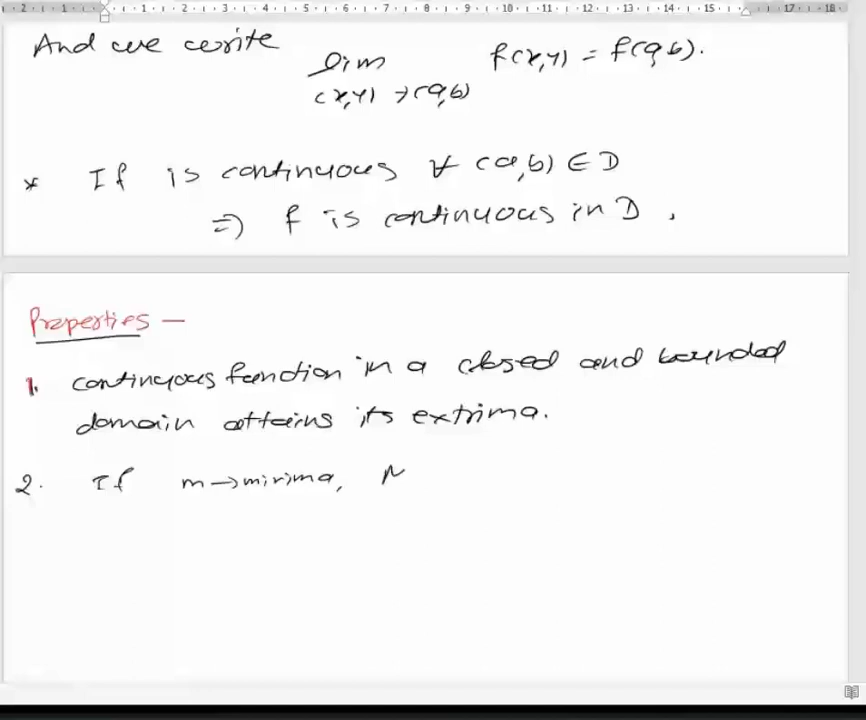 And we write lim f(x,y) = f(a,b).
(x,y) → (a,b)
* If is continuous ∀ (a,b) ∈ D
⇒ f is continuous in D.
Properties —
1. continuous function in a closed and bounded
domain attains its extrima.
2. If m → minima, M